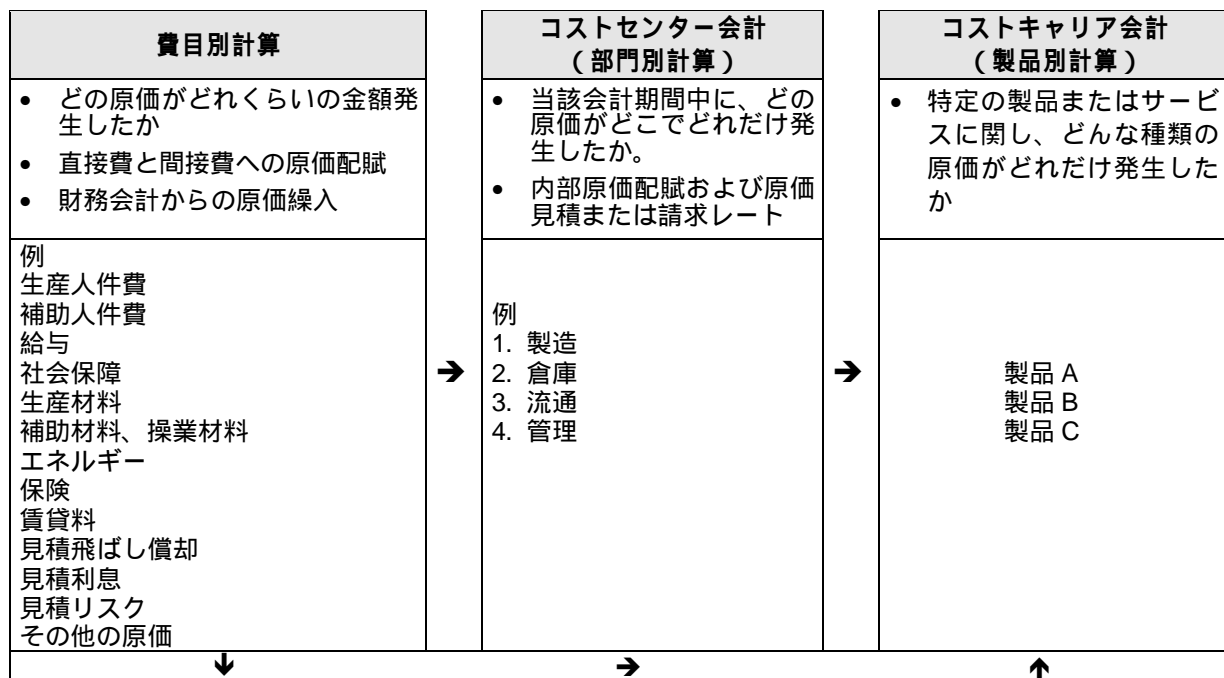 費目別計算
どの原価がどれくらいの金額発
生したか
直接費と間接費への原価配賦
財務会計からの原価繰入
例
生産人件費
補助人件費
給与
社会保障
生産材料
補助材料、操業材料
エネルギー
保険
賃貸料
見積飛ばし償却
見積利息
見積リスク
その他の原価
コストセンター会計
(部門別計算)
当該会計期間中に、どの
原価がどこでどれだけ発
生したか。
内部原価配賦および原価
見積または請求レート
例
1. 製造
2. 倉庫
3. 流通
4. 管理
コストキャリア会計
(製品別計算)
特定の製品またはサービ
スに関し、どんな種類の
原価がどれだけ発生した
か
製品 A
製品 B
製品 C